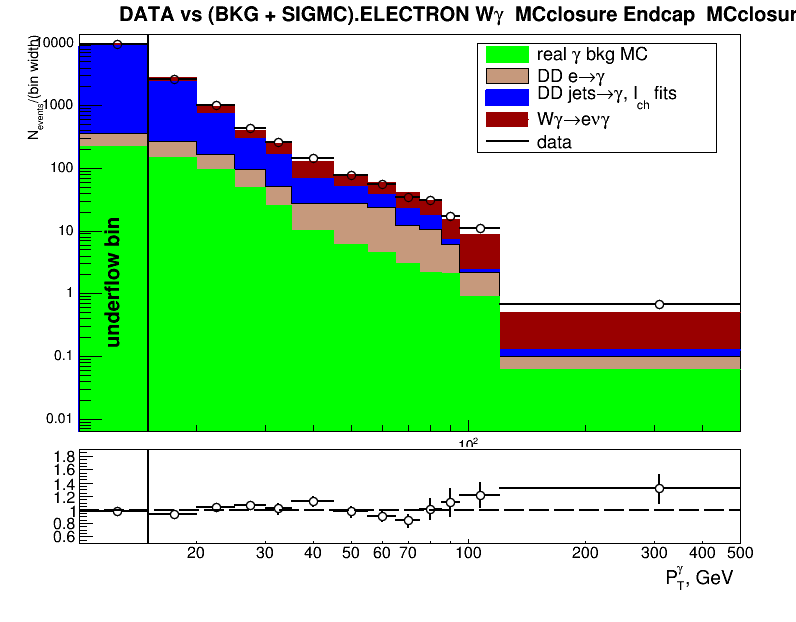 DATA vs (BKG + SIGMC).ELECTRON Wγ MCclosure Endcap MCclosur
N_events/(bin width)
10000
1000
100
10
1
0.1
0.01
real γ bkg MC
DD e→γ
DD jets→γ, I_ch fits
Wγ→eνγ
data
underflow bin
10²
1.8
1.6
1.4
1.2
1
0.8
0.6
20 30 40 50 60 70 100 200 300 400 500
P_T^γ, GeV